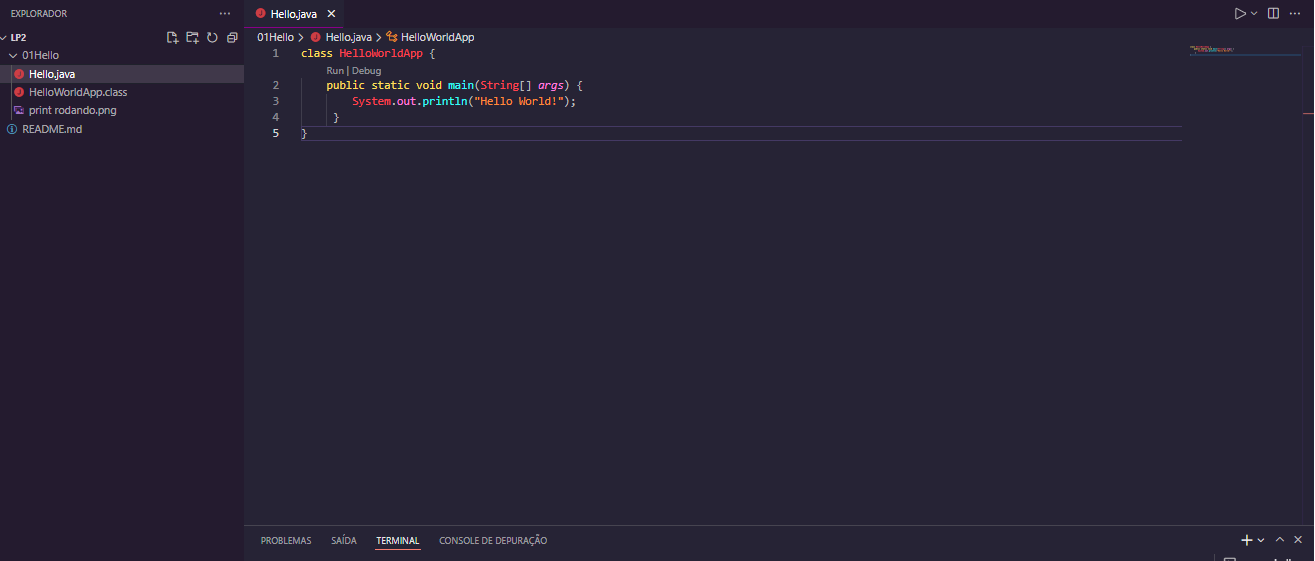 EXPLORADOR
LP2
01Hello
Hello.java
HelloWorldApp.class
print rodando.png
README.md
Hello.java
01Hello > Hello.java > HelloWorldApp
1 class HelloWorldApp {
Run | Debug
2 public static void main(String[] args) {
3 System.out.println("Hello World!");
4 }
5 }
PROBLEMAS SAÍDA TERMINAL CONSOLE DE DEPURAÇÃO